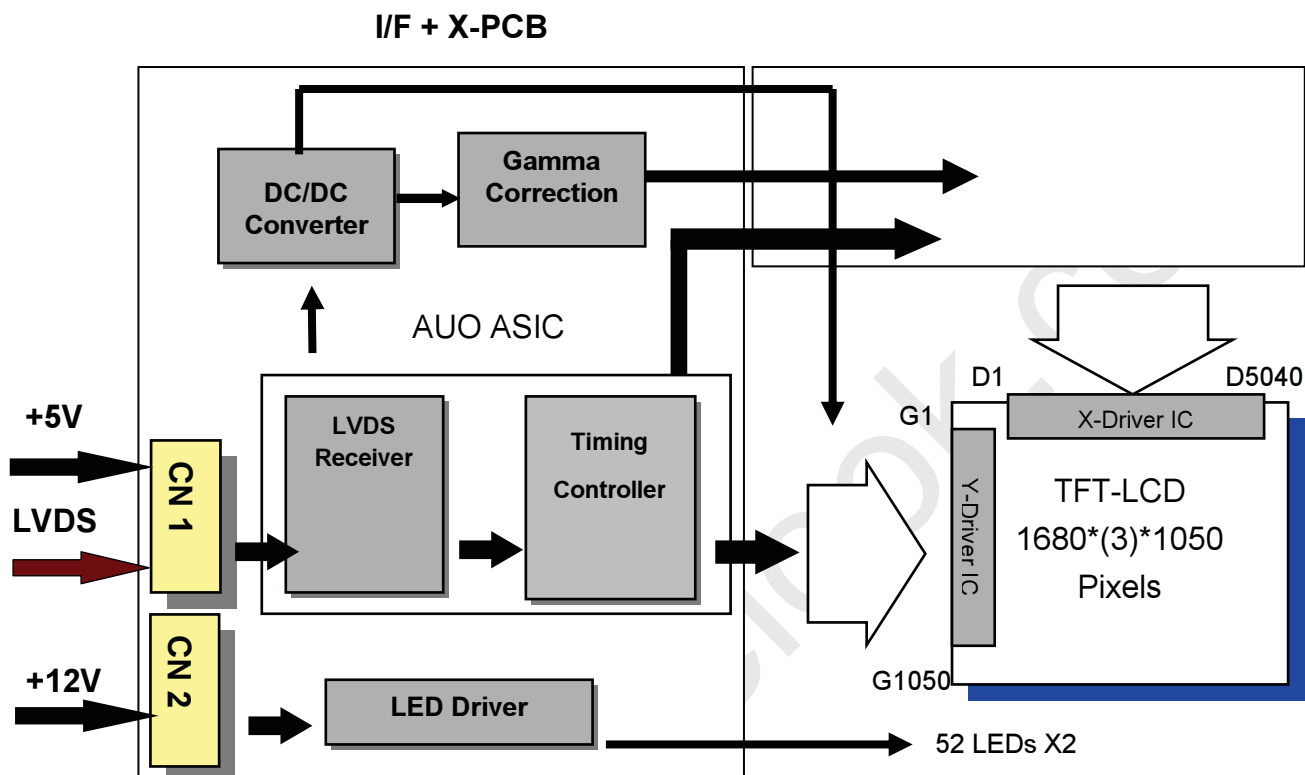 I/F + X-PCB
DC/DC
Converter
Gamma
Correction
AUO ASIC
+5V
LVDS
CN 1
LVDS
Receiver
Timing
Controller
D1
D5040
G1
X-Driver IC
Y-Driver IC
TFT-LCD
1680*(3)*1050
Pixels
G1050
+12V
CN 2
LED Driver
52 LEDs X2